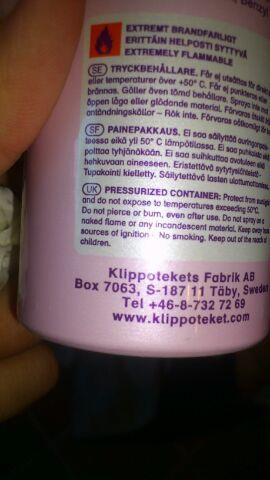 benzyl
EXTREMT BRANDFARLIGT
ERITTÄIN HELPOSTI SYTTYVÄ
EXTREMELY FLAMMABLE
SE TRYCKBEHÅLLARE. Får ej utsättas för direkt
eller temperaturer över +50° C. Får ej punkteras eller
brännas. Gäller även tömd behållare. Spraya inte mot
öppen låga eller glödande material. Förvaras åtskilt från
antändningskällor – Rök inte. Förvaras oåtkomligt för
SF PAINEPAKKAUS. Ei saa säilyttää auringonpais-
teessa eikä yli 50° C lämpötilassa. Ei saa puhkaista eikä
polttaa tyhjänäkään. Ei saa suihkuttaa avotuleen eikä
hehkuvaan aineeseen. Eristettävä sytytyslähteistä -
Tupakointi kielletty. Säilytettävä lasten ulottumattomissa
UK PRESSURIZED CONTAINER: Protect from sunlight
and do not expose to temperatures exceeding 50°C.
Do not pierce or burn, even after use. Do not spray on a
naked flame or any incandescent material. Keep away from
sources of ignition - No smoking. Keep out of the reach of
children.
Klippotekets Fabrik AB
Box 7063, S-187 11 Täby, Sweden
Tel +46-8-732 72 69
www.klippoteket.com